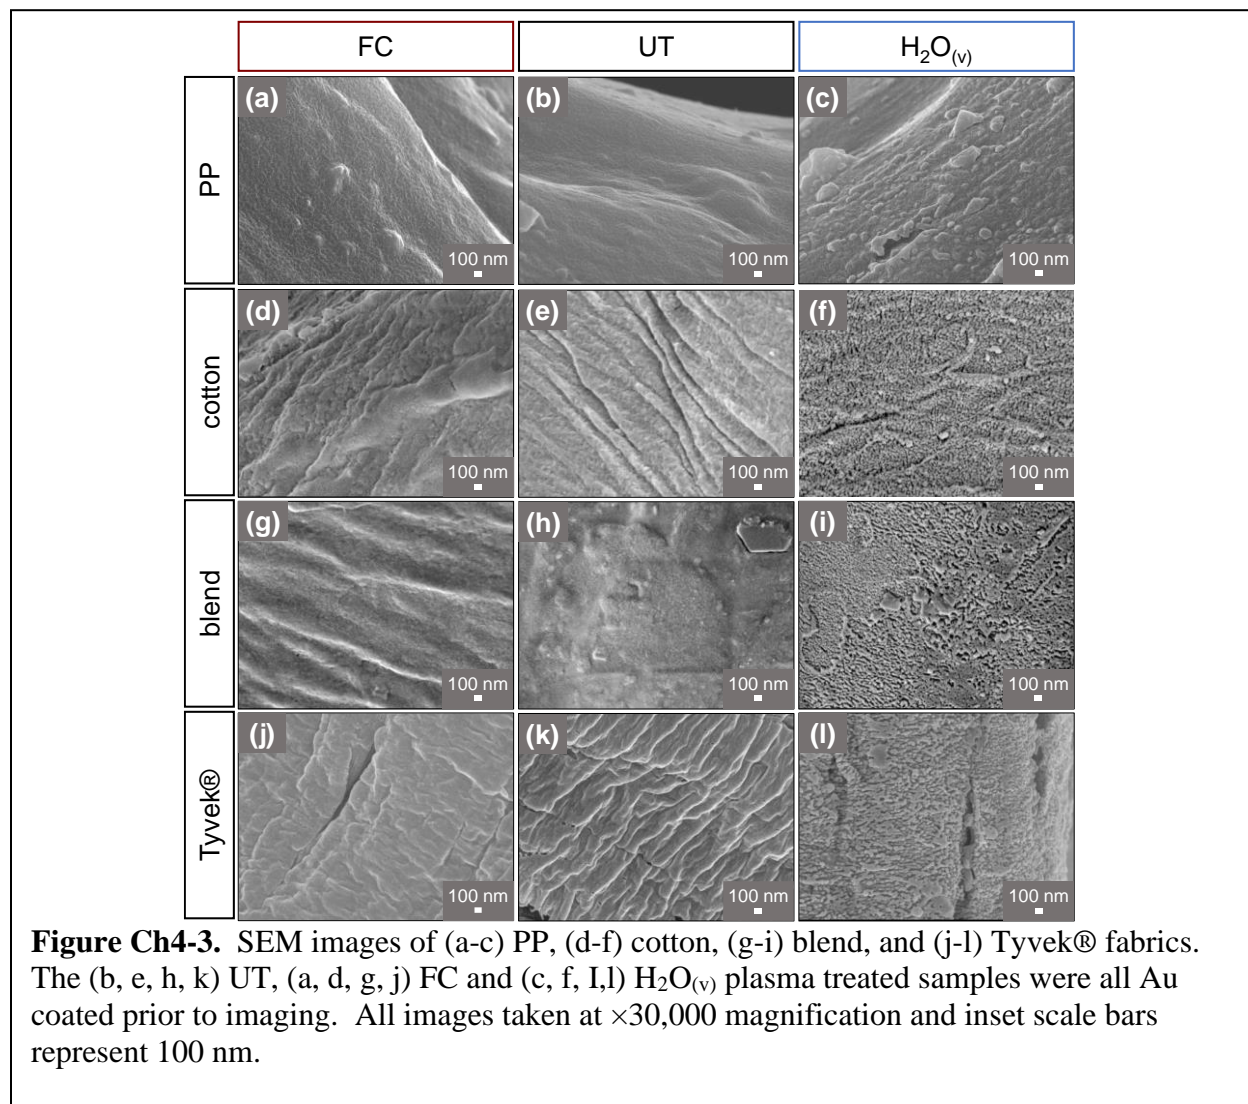 FC UT H₂O₍ᵥ₎
PP
(a) (b) (c)
100 nm 100 nm 100 nm
cotton
(d) (e) (f)
100 nm 100 nm 100 nm
blend
(g) (h) (i)
100 nm 100 nm 100 nm
Tyvek®
(j) (k) (l)
100 nm 100 nm 100 nm
Figure Ch4-3. SEM images of (a-c) PP, (d-f) cotton, (g-i) blend, and (j-l) Tyvek® fabrics.
The (b, e, h, k) UT, (a, d, g, j) FC and (c, f, I,l) H₂O₍ᵥ₎ plasma treated samples were all Au
coated prior to imaging. All images taken at ×30,000 magnification and inset scale bars
represent 100 nm.